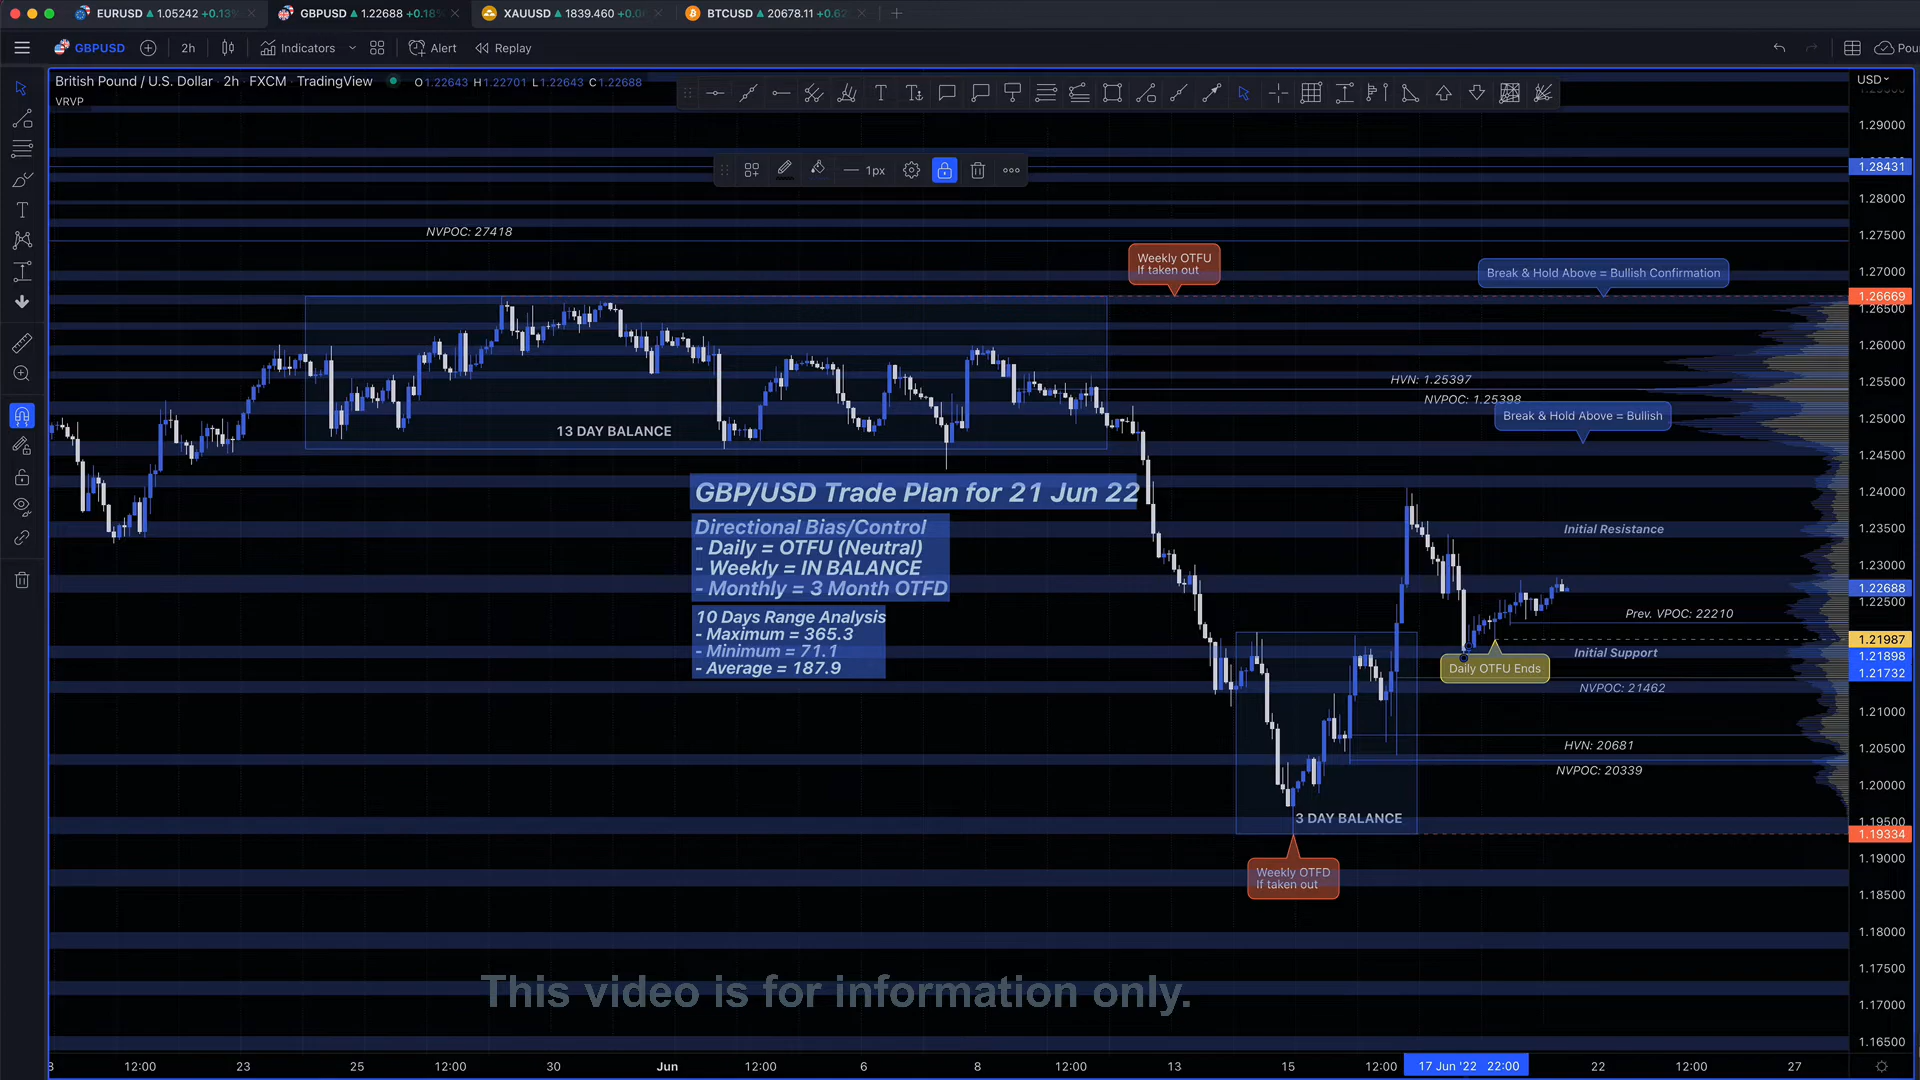 EURUSD 1.05242 +0.13%
GBPUSD 1.22688 +0.18%
XAUUSD 1839.460
BTCUSD 20678.11
GBPUSD
2h
Indicators
Alert
Replay
British Pound / U.S. Dollar · 2h · FXCM · TradingView
O1.22643 H1.22701 L1.22643 C1.22688
VRVP
USD
1px
NVPOC: 27418
Weekly OTFU
If taken out
Break & Hold Above = Bullish Confirmation
HVN: 1.25397
NVPOC: 1.25398
Break & Hold Above = Bullish
13 DAY BALANCE
GBP/USD Trade Plan for 21 Jun 22
Directional Bias/Control
- Daily = OTFU (Neutral)
- Weekly = IN BALANCE
- Monthly = 3 Month OTFD
10 Days Range Analysis
- Maximum = 365.3
- Minimum = 71.1
- Average = 187.9
Initial Resistance
Prev. VPOC: 22210
Initial Support
Daily OTFU Ends
NVPOC: 21462
HVN: 20681
NVPOC: 20339
3 DAY BALANCE
Weekly OTFD
If taken out
This video is for information only.
1.29000
1.28431
1.28000
1.27500
1.27000
1.26669
1.26500
1.26000
1.25500
1.25000
1.24500
1.24000
1.23500
1.23000
1.22688
1.22500
1.21987
1.21898
1.21732
1.21000
1.20500
1.20000
1.19500
1.19334
1.19000
1.18500
1.18000
1.17500
1.17000
1.16500
12:00 23 25 12:00 30 Jun 12:00 6 8 12:00 13 15 12:00 17 Jun '22 22:00 22 12:00 27